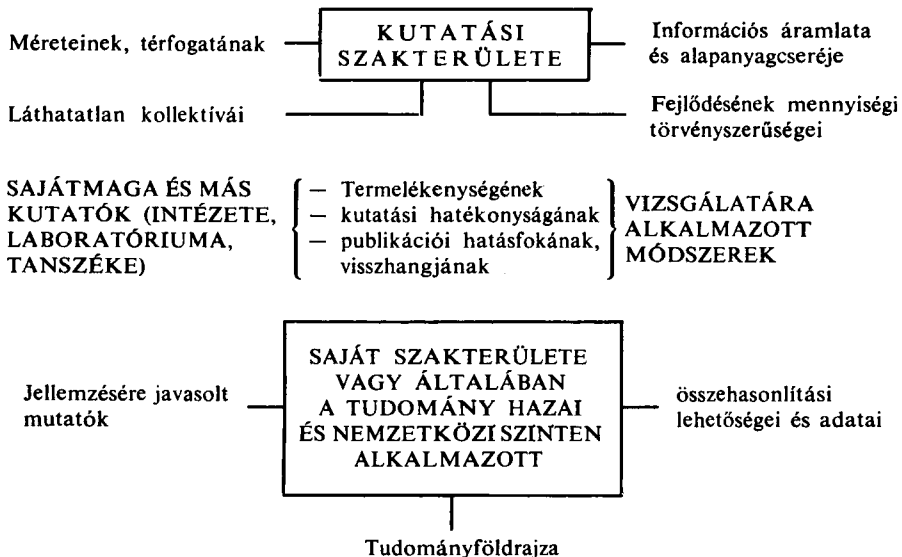 KUTATÁSI
SZAKTERÜLETE
Méreteinek, térfogatának
Információs áramlata
és alapanyagcseréje
Láthatatlan kollektívái
Fejlődésének mennyiségi
törvényszerűségei
SAJÁTMAGA ÉS MÁS
KUTATÓK (INTÉZETE,
LABORATÓRIUMA,
TANSZÉKE)
— Termelékenységének
— kutatási hatékonyságának
— publikációi hatásfokának,
visszhangjának
VIZSGÁLATÁRA
ALKALMAZOTT
MÓDSZEREK
SAJÁT SZAKTERÜLETE
VAGY ÁLTALÁBAN
A TUDOMÁNY HAZAI
ÉS NEMZETKÖZI SZINTEN
ALKALMAZOTT
Jellemzésére javasolt
mutatók
összehasonlítási
lehetőségei és adatai
Tudományföldrajza